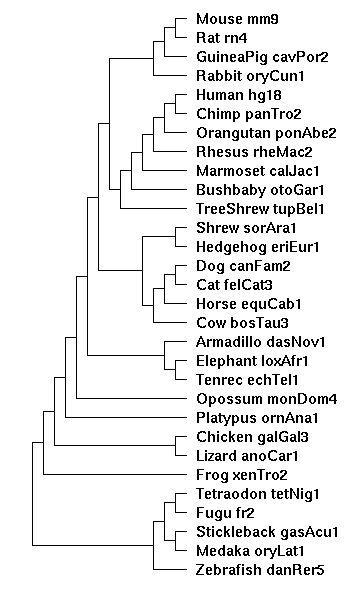 Mouse mm9
Rat rn4
GuineaPig cavPor2
Rabbit oryCun1
Human hg18
Chimp panTro2
Orangutan ponAbe2
Rhesus rheMac2
Marmoset calJac1
Bushbaby otoGar1
TreeShrew tupBel1
Shrew sorAra1
Hedgehog eriEur1
Dog canFam2
Cat felCat3
Horse equCab1
Cow bosTau3
Armadillo dasNov1
Elephant loxAfr1
Tenrec echTel1
Opossum monDom4
Platypus ornAna1
Chicken galGal3
Lizard anoCar1
Frog xenTro2
Tetraodon tetNig1
Fugu fr2
Stickleback gasAcu1
Medaka oryLat1
Zebrafish danRer5